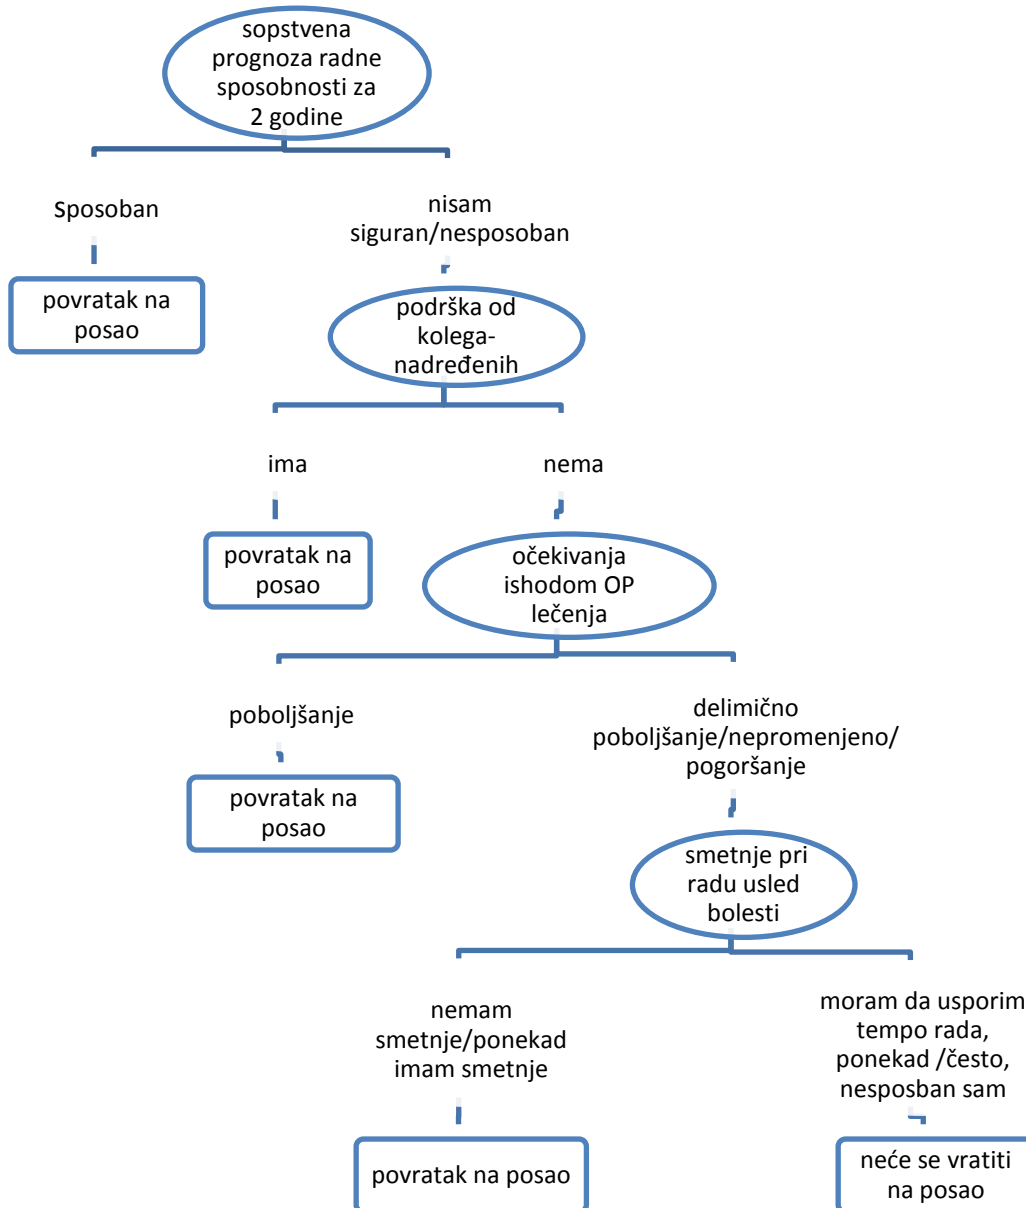 sopstvena
prognoza radne
sposobnosti za
2 godine
sposoban
nisam
siguran/nesposoban
povratak na
posao
podrška od
kolega-
nadređenih
ima
nema
povratak na
posao
očekivanja
ishodom OP
lečenja
poboljšanje
delimično
poboljšanje/nepromenjeno/
pogoršanje
povratak na
posao
smetnje pri
radu usled
bolesti
nemam
smetnje/ponekad
imam smetnje
moram da usporim
tempo rada,
ponekad /često,
nesposban sam
povratak na posao
neće se vratiti
na posao